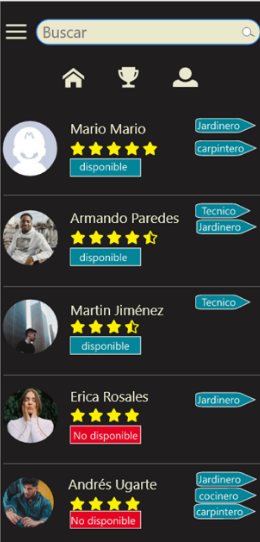 Buscar
Mario Mario
Jardinero
carpintero
disponible
Armando Paredes
Tecnico
Jardinero
disponible
Martin Jiménez
Tecnico
disponible
Erica Rosales
Jardinero
No disponible
Andrés Ugarte
Jardinero
cocinero
carpintero
No disponible